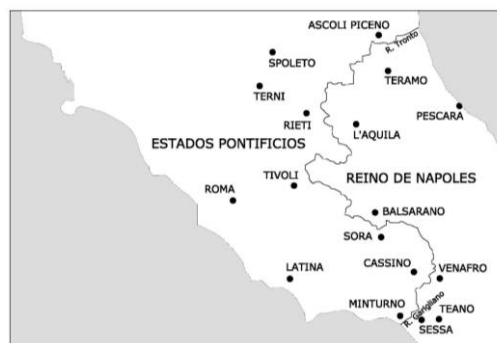 ASCOLI PICENO
R. Tronto
SPOLETO
TERAMO
TERNI
PESCARA
RIETI
L'AQUILA
ESTADOS PONTIFICIOS
TIVOLI
REINO DE NAPOLES
ROMA
BALSARANO
SORA
CASSINO
VENAFRO
LATINA
MINTURNO
R. Garigliano
TEANO
SESSA